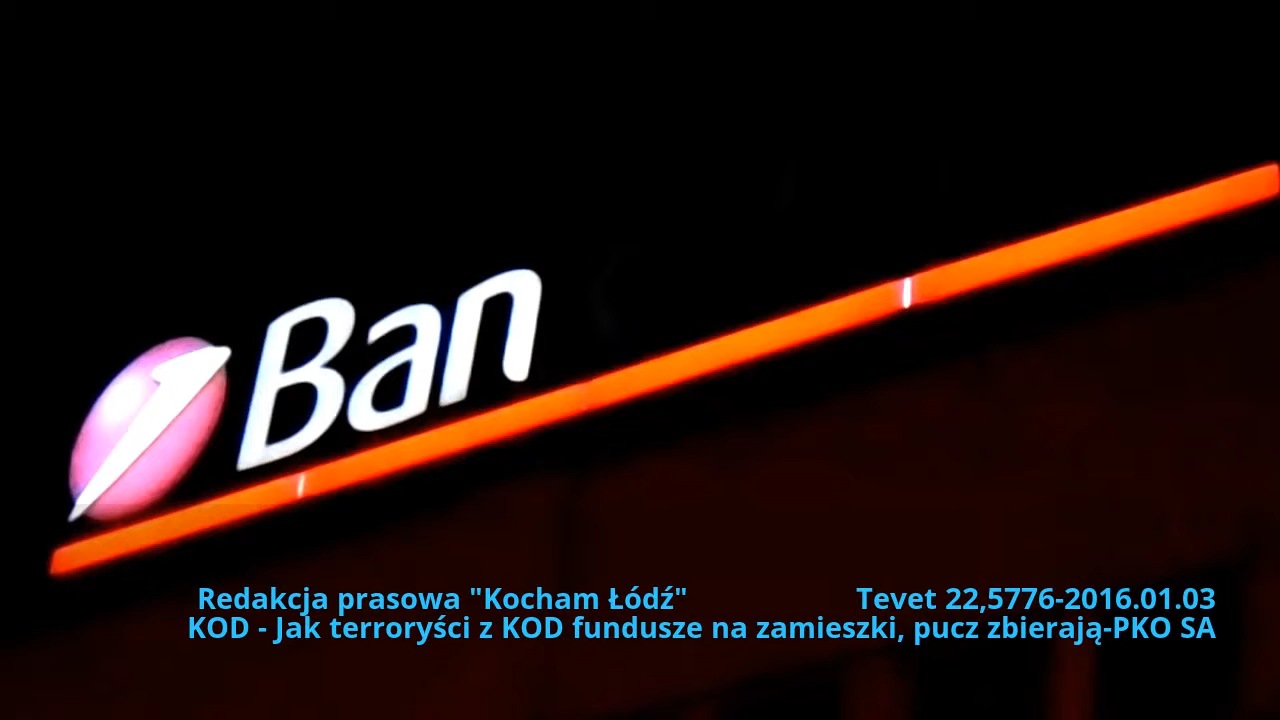 Ban
Redakcja prasowa "Kocham Łódź" Tevet 22,5776-2016.01.03
KOD - Jak terroryści z KOD fundusze na zamieszki, pucz zbierają-PKO SA